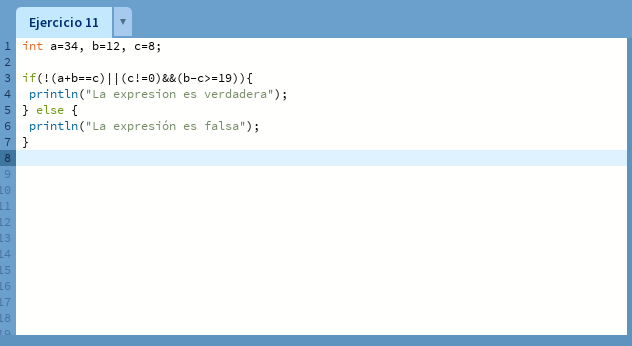 Ejercicio 11 ▼
1 int a=34, b=12, c=8;
2
3 if(!(a+b==c)||(c!=0)&&(b-c>=19)){
4  println("La expresion es verdadera");
5 } else {
6  println("La expresión es falsa");
7 }
8
9
10
11
12
13
14
15
16
17
18
19